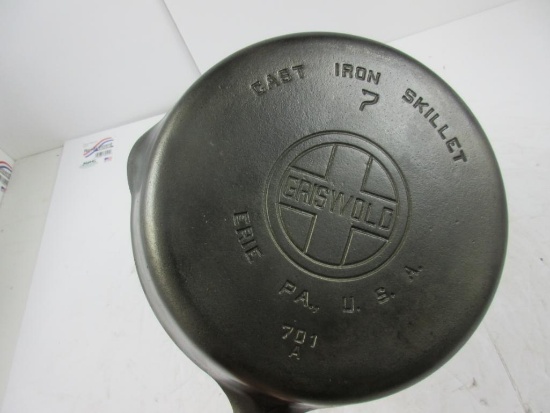 CAST IRON SKILLET
7
GRISWOLD
ERIE PA., U. S. A.
701
A